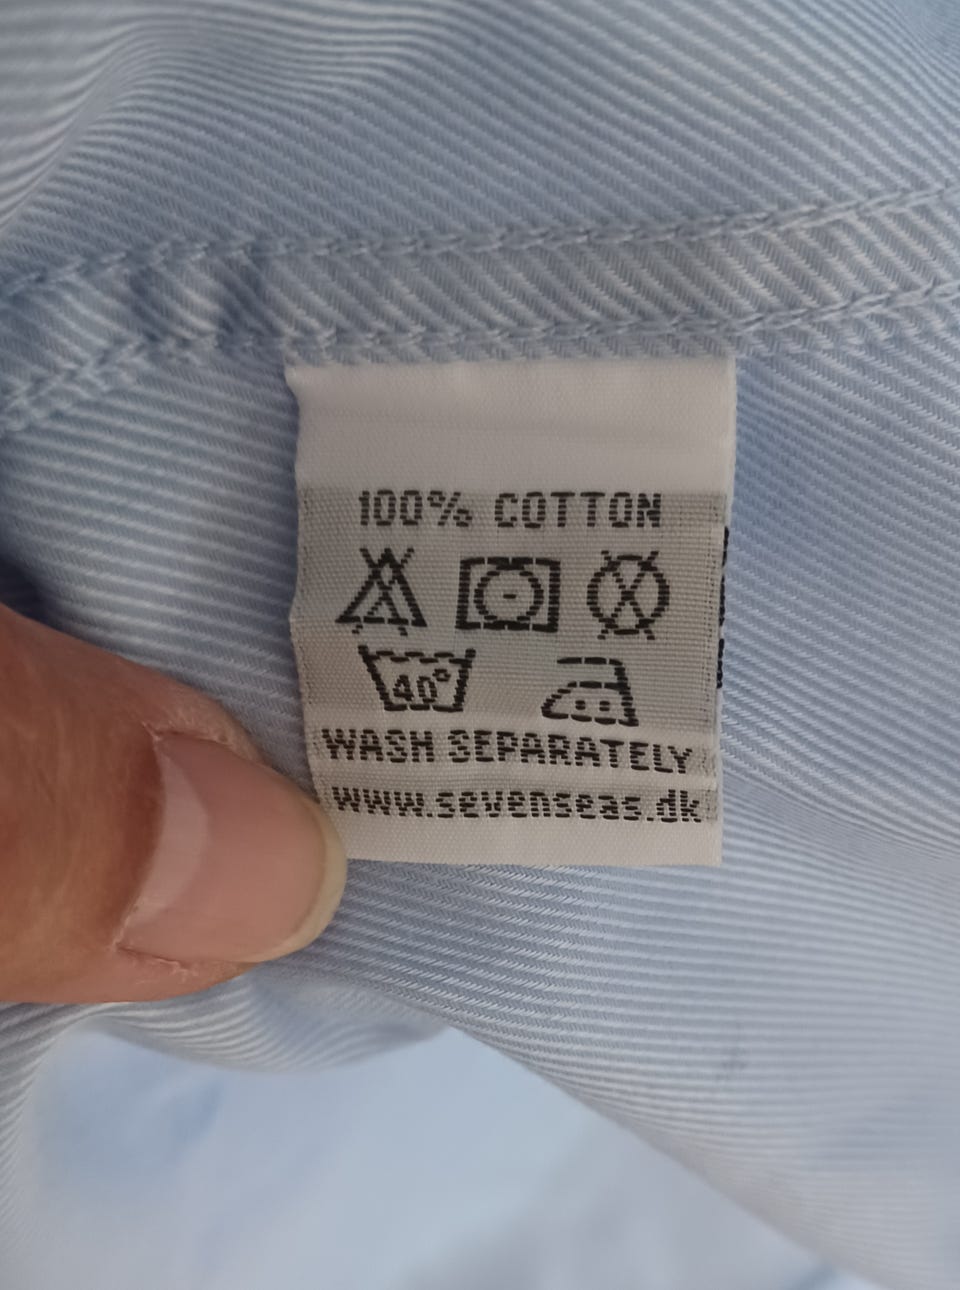 100% COTTON
40°
WASH SEPARATELY
www.sevenseas.dk